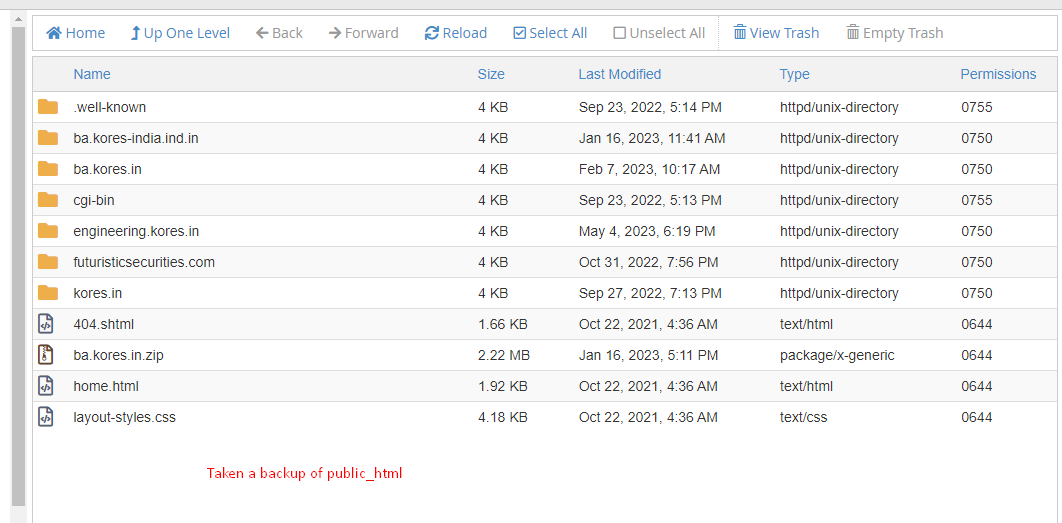 Home Up One Level Back Forward Reload Select All Unselect All View Trash Empty Trash
Name Size Last Modified Type Permissions
.well-known 4 KB Sep 23, 2022, 5:14 PM httpd/unix-directory 0755
ba.kores-india.ind.in 4 KB Jan 16, 2023, 11:41 AM httpd/unix-directory 0750
ba.kores.in 4 KB Feb 7, 2023, 10:17 AM httpd/unix-directory 0750
cgi-bin 4 KB Sep 23, 2022, 5:13 PM httpd/unix-directory 0755
engineering.kores.in 4 KB May 4, 2023, 6:19 PM httpd/unix-directory 0750
futuristicsecurities.com 4 KB Oct 31, 2022, 7:56 PM httpd/unix-directory 0750
kores.in 4 KB Sep 27, 2022, 7:13 PM httpd/unix-directory 0750
404.shtml 1.66 KB Oct 22, 2021, 4:36 AM text/html 0644
ba.kores.in.zip 2.22 MB Jan 16, 2023, 5:11 PM package/x-generic 0644
home.html 1.92 KB Oct 22, 2021, 4:36 AM text/html 0644
layout-styles.css 4.18 KB Oct 22, 2021, 4:36 AM text/css 0644
Taken a backup of public_html